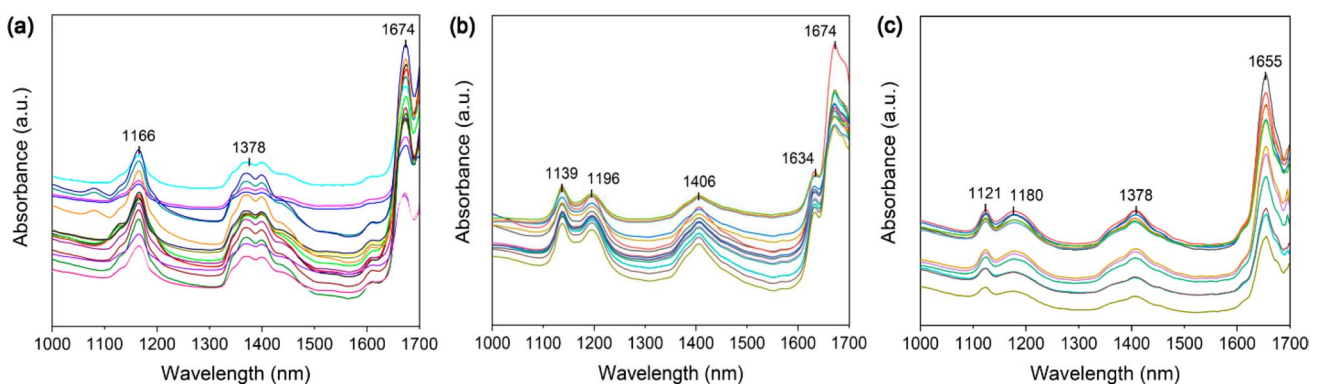 (a)
1674
1166
1378
Absorbance (a.u.)
1000 1100 1200 1300 1400 1500 1600 1700
Wavelength (nm)
(b)
1674
1634
1139
1196
1406
Absorbance (a.u.)
1000 1100 1200 1300 1400 1500 1600 1700
Wavelength (nm)
(c)
1655
1121
1180
1378
Absorbance (a.u.)
1000 1100 1200 1300 1400 1500 1600 1700
Wavelength (nm)